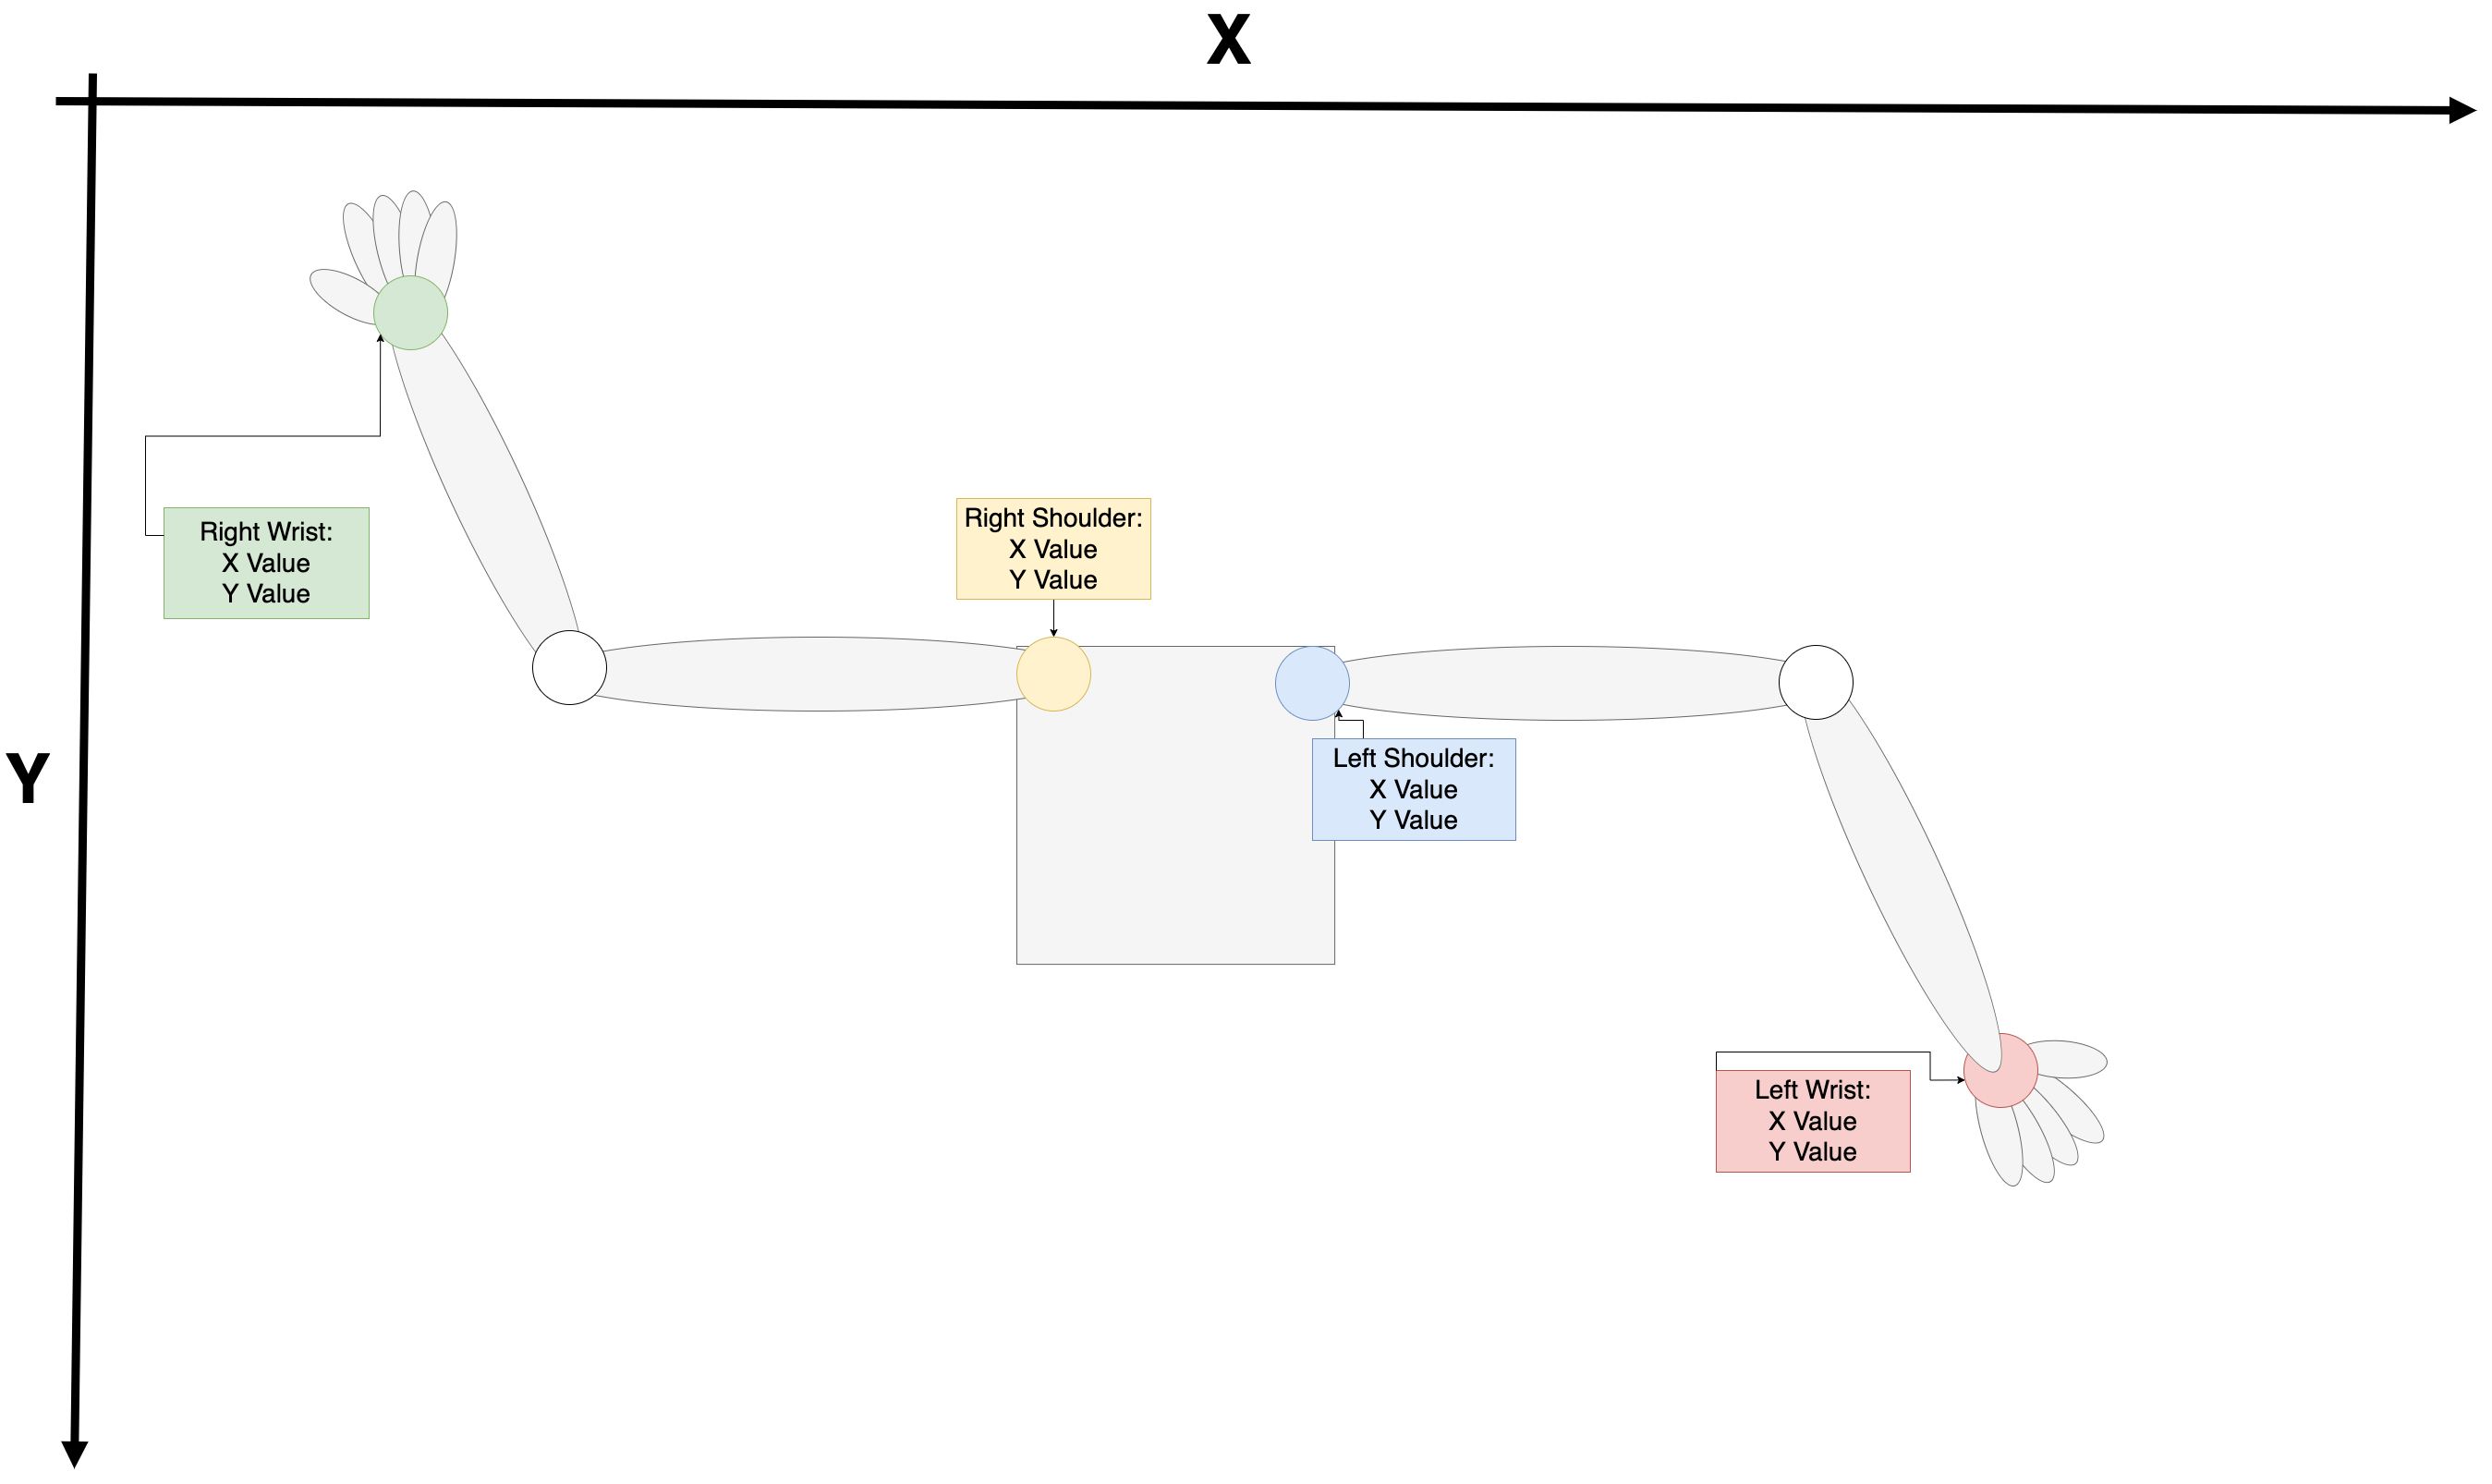 X
Right Shoulder:
X Value
Y Value
Right Wrist:
X Value
Y Value
Y
Left Shoulder:
X Value
Y Value
Left Wrist:
X Value
Y Value